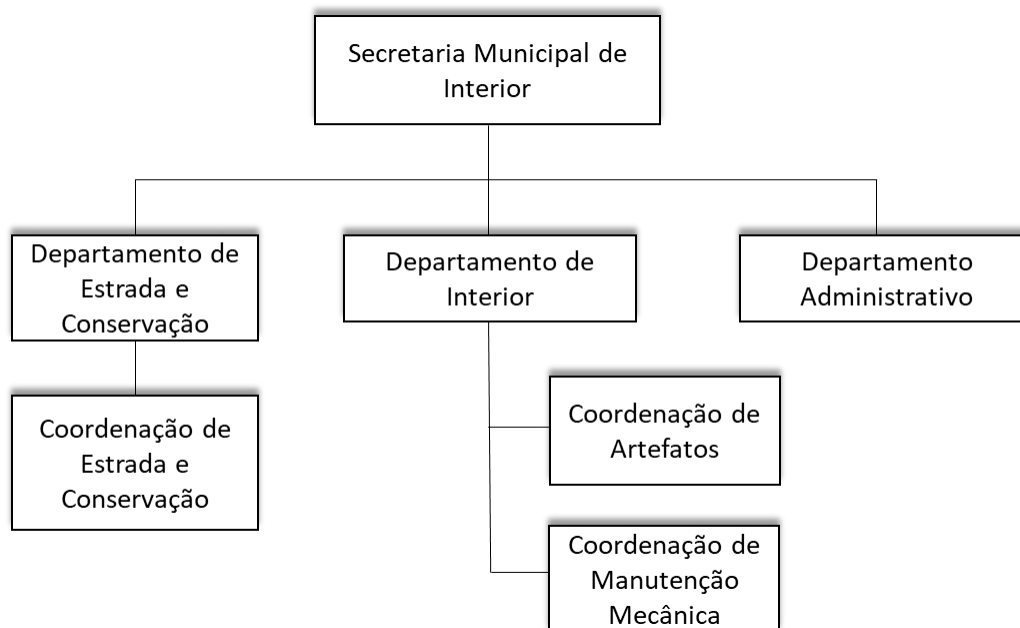 Secretaria Municipal de
Interior
Departamento de
Estrada e
Conservação
Departamento de
Interior
Departamento
Administrativo
Coordenação de
Estrada e
Conservação
Coordenação de
Artefatos
Coordenação de
Manutenção
Mecânica